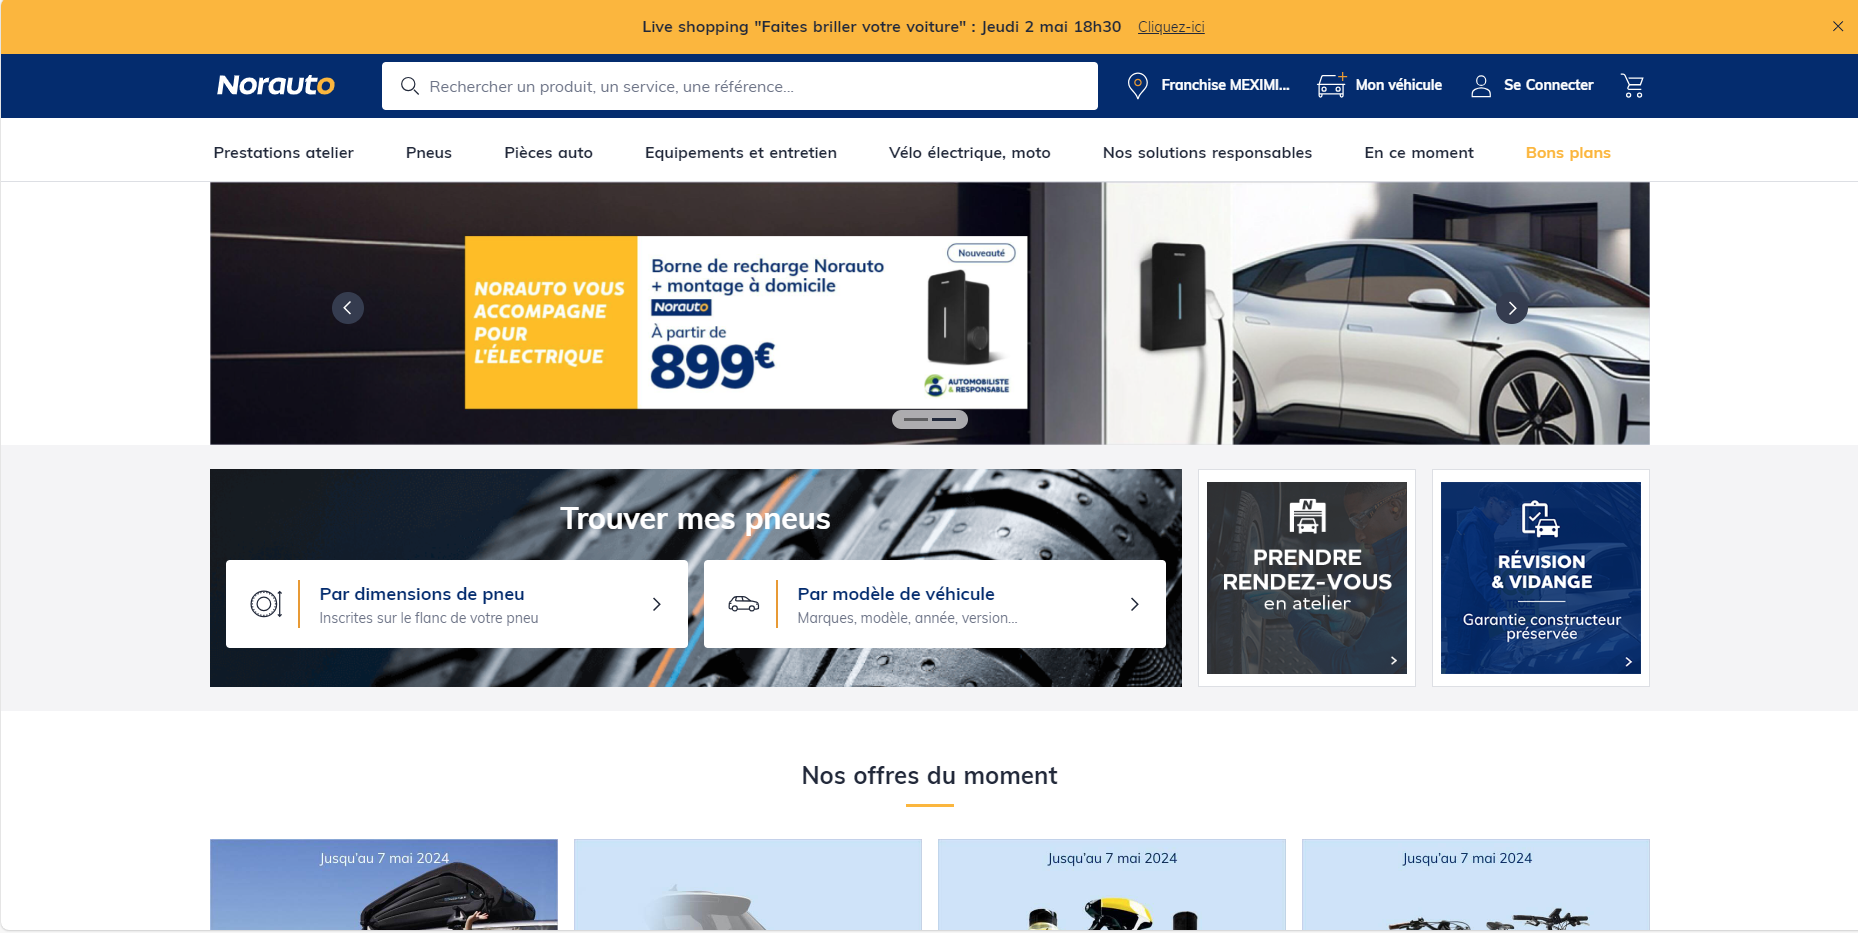 Live shopping "Faites briller votre voiture" : Jeudi 2 mai 18h30 Cliquez-ici
Norauto
Rechercher un produit, un service, une référence...
Franchise MEXIMI...
Mon véhicule
Se Connecter
Prestations atelier
Pneus
Pièces auto
Equipements et entretien
Vélo électrique, moto
Nos solutions responsables
En ce moment
Bons plans
NORAUTO VOUS
ACCOMPAGNE
POUR
L'ÉLECTRIQUE
Nouveauté
Borne de recharge Norauto
+ montage à domicile
Norauto
À partir de
899€
AUTOMOBILISTE
& RESPONSABLE
Trouver mes pneus
Par dimensions de pneu
Inscrites sur le flanc de votre pneu
Par modèle de véhicule
Marques, modèle, année, version...
N
PRENDRE
RENDEZ-VOUS
en atelier
RÉVISION
& VIDANGE
Garantie constructeur
préservée
Nos offres du moment
Jusqu'au 7 mai 2024
Jusqu'au 7 mai 2024
Jusqu'au 7 mai 2024